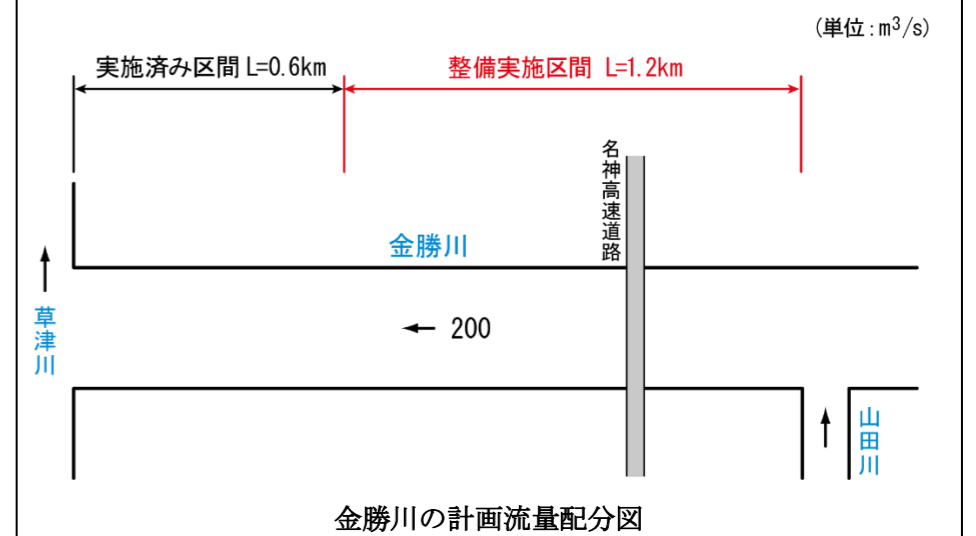 (単位:m³/s)
実施済み区間 L=0.6km
整備実施区間 L=1.2km
名神高速道路
金勝川
草津川
← 200
山田川
金勝川の計画流量配分図